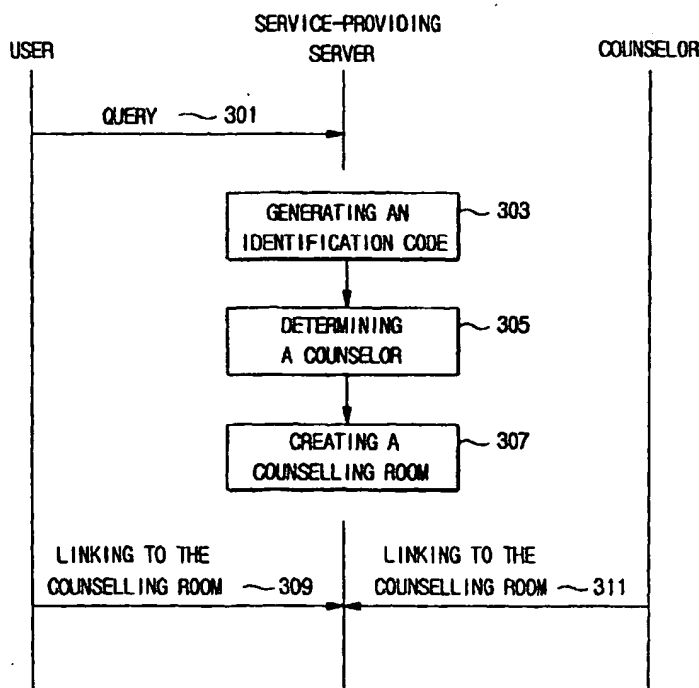 USER
SERVICE-PROVIDING
SERVER
COUNSELOR
QUERY 301
GENERATING AN
IDENTIFICATION CODE
303
DETERMINING
A COUNSELOR
305
CREATING A
COUNSELLING ROOM
307
LINKING TO THE
COUNSELLING ROOM 309
LINKING TO THE
COUNSELLING ROOM 311